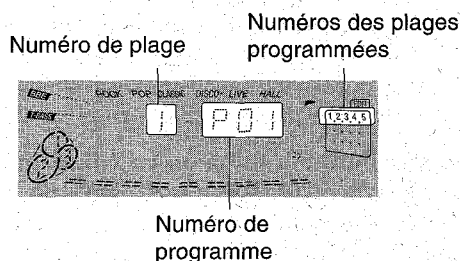 Numéros des plages
programmées
Numéro de plage
ROCK POP CLASSIC DISCO LIVE HALL
1 P01
1 2 3 4 5
Numéro de
programme